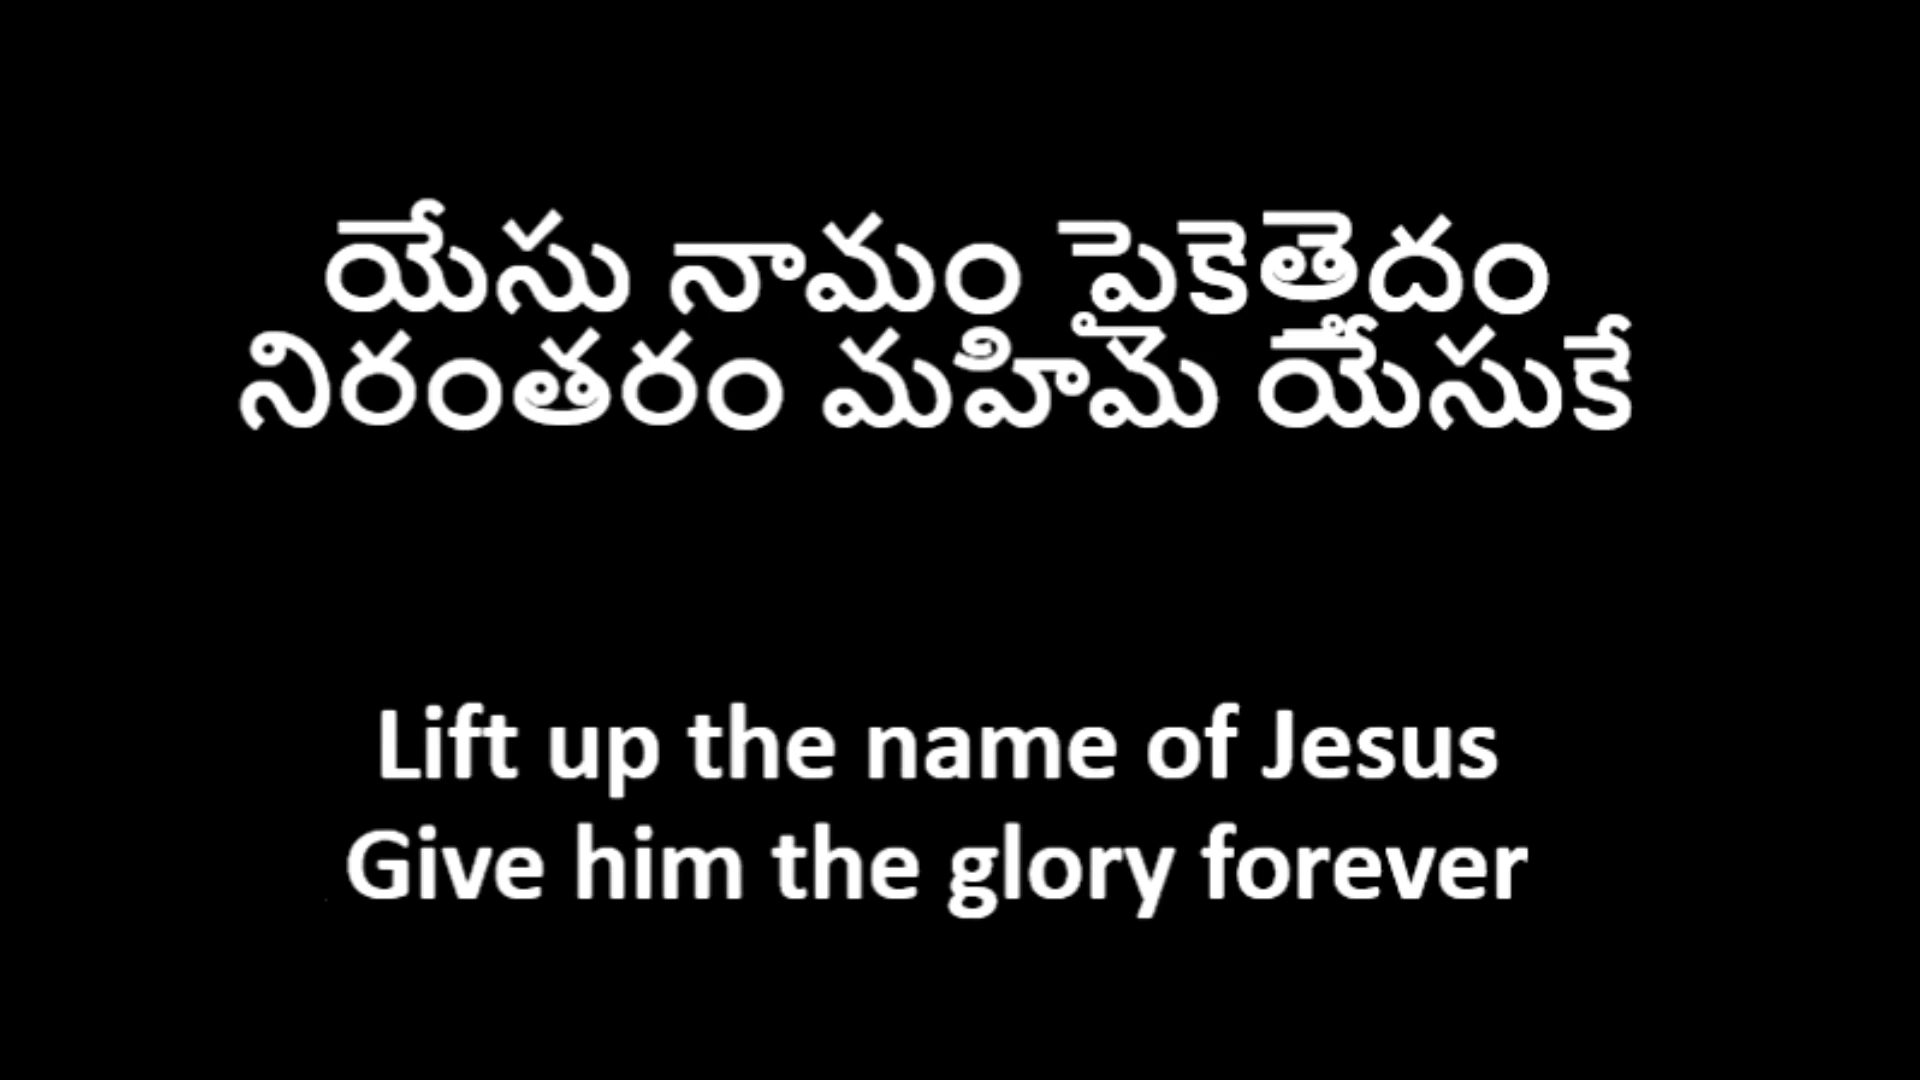 యేసు నామం పైకెత్తెదం
నిరంతరం మహిమ యేసుకే
Lift up the name of Jesus
Give him the glory forever